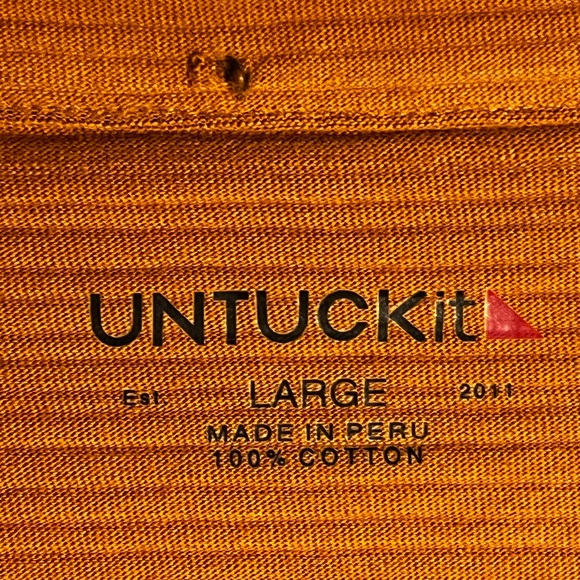 UNTUCKit
Est. LARGE 2011
MADE IN PERU
100% COTTON